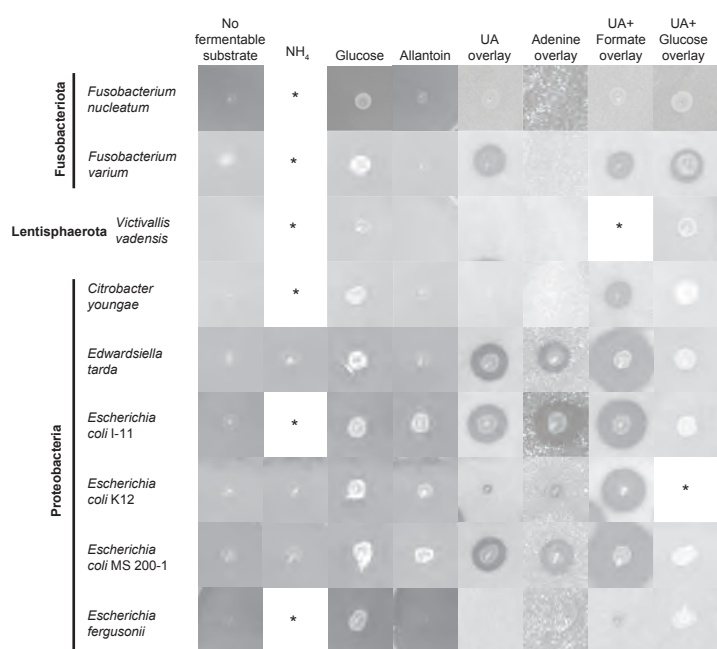 No fermentable substrate
NH₄
Glucose
Allantoin
UA overlay
Adenine overlay
UA+ Formate overlay
UA+ Glucose overlay
Fusobacteriota
Fusobacterium nucleatum
*
Fusobacterium varium
*
Lentisphaerota
Victivallis vadensis
*
*
Proteobacteria
Citrobacter youngae
*
Edwardsiella tarda
Escherichia coli I-11
*
Escherichia coli K12
*
Escherichia coli MS 200-1
Escherichia fergusonii
*